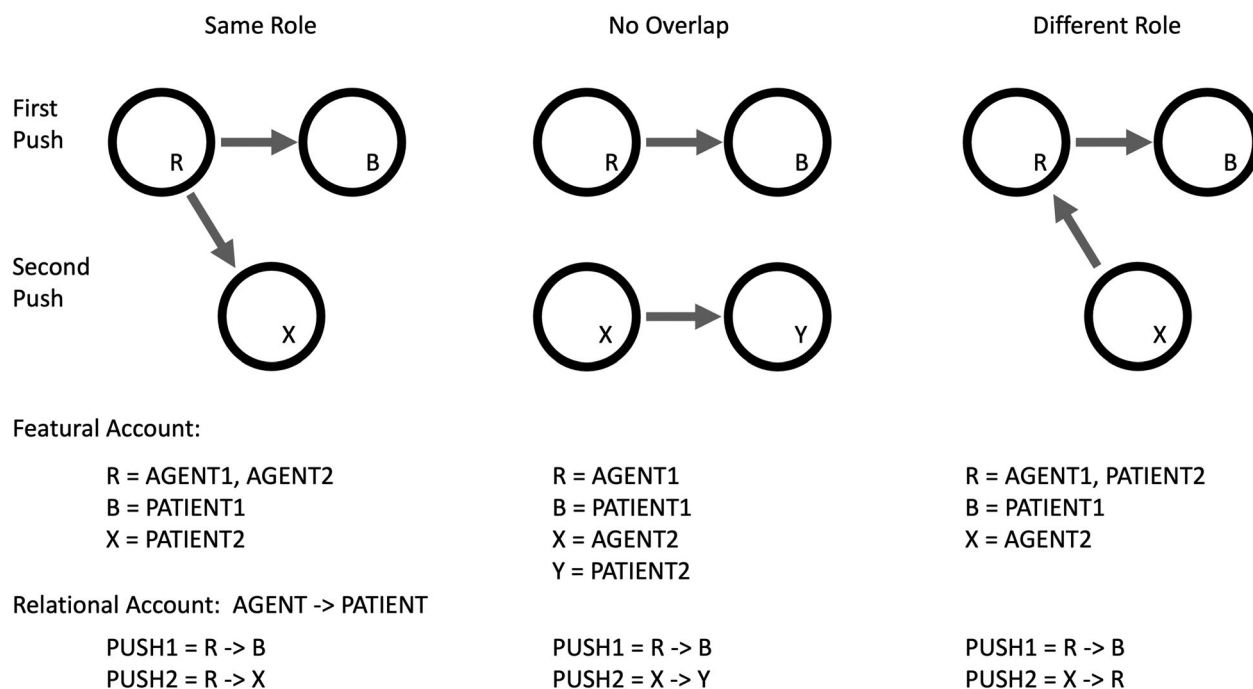 Same Role No Overlap Different Role
First
Push
R B R B R B
Second
Push
X X Y X
Featural Account:
R = AGENT1, AGENT2 R = AGENT1 R = AGENT1, PATIENT2
B = PATIENT1 B = PATIENT1 B = PATIENT1
X = PATIENT2 X = AGENT2 X = AGENT2
Y = PATIENT2
Relational Account: AGENT -> PATIENT
PUSH1 = R -> B PUSH1 = R -> B PUSH1 = R -> B
PUSH2 = R -> X PUSH2 = X -> Y PUSH2 = X -> R